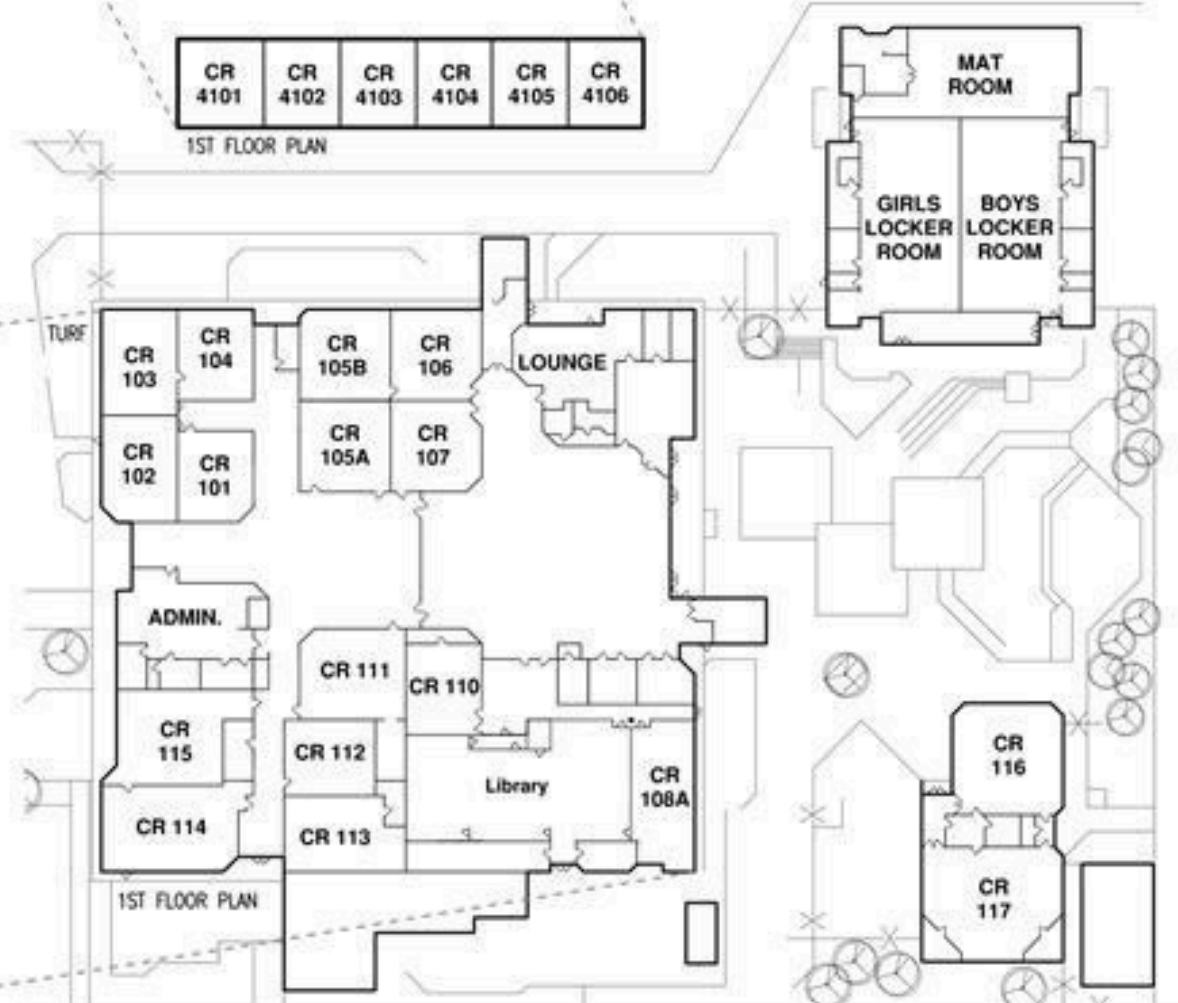 CR
4101
CR
4102
CR
4103
CR
4104
CR
4105
CR
4106
1ST FLOOR PLAN
MAT
ROOM
GIRLS
LOCKER
ROOM
BOYS
LOCKER
ROOM
TURF
CR
103
CR
104
CR
105B
CR
106
LOUNGE
CR
102
CR
101
CR
105A
CR
107
ADMIN.
CR 111
CR 110
CR
115
CR 112
Library
CR
108A
CR 114
CR 113
CR
116
CR
117
1ST FLOOR PLAN